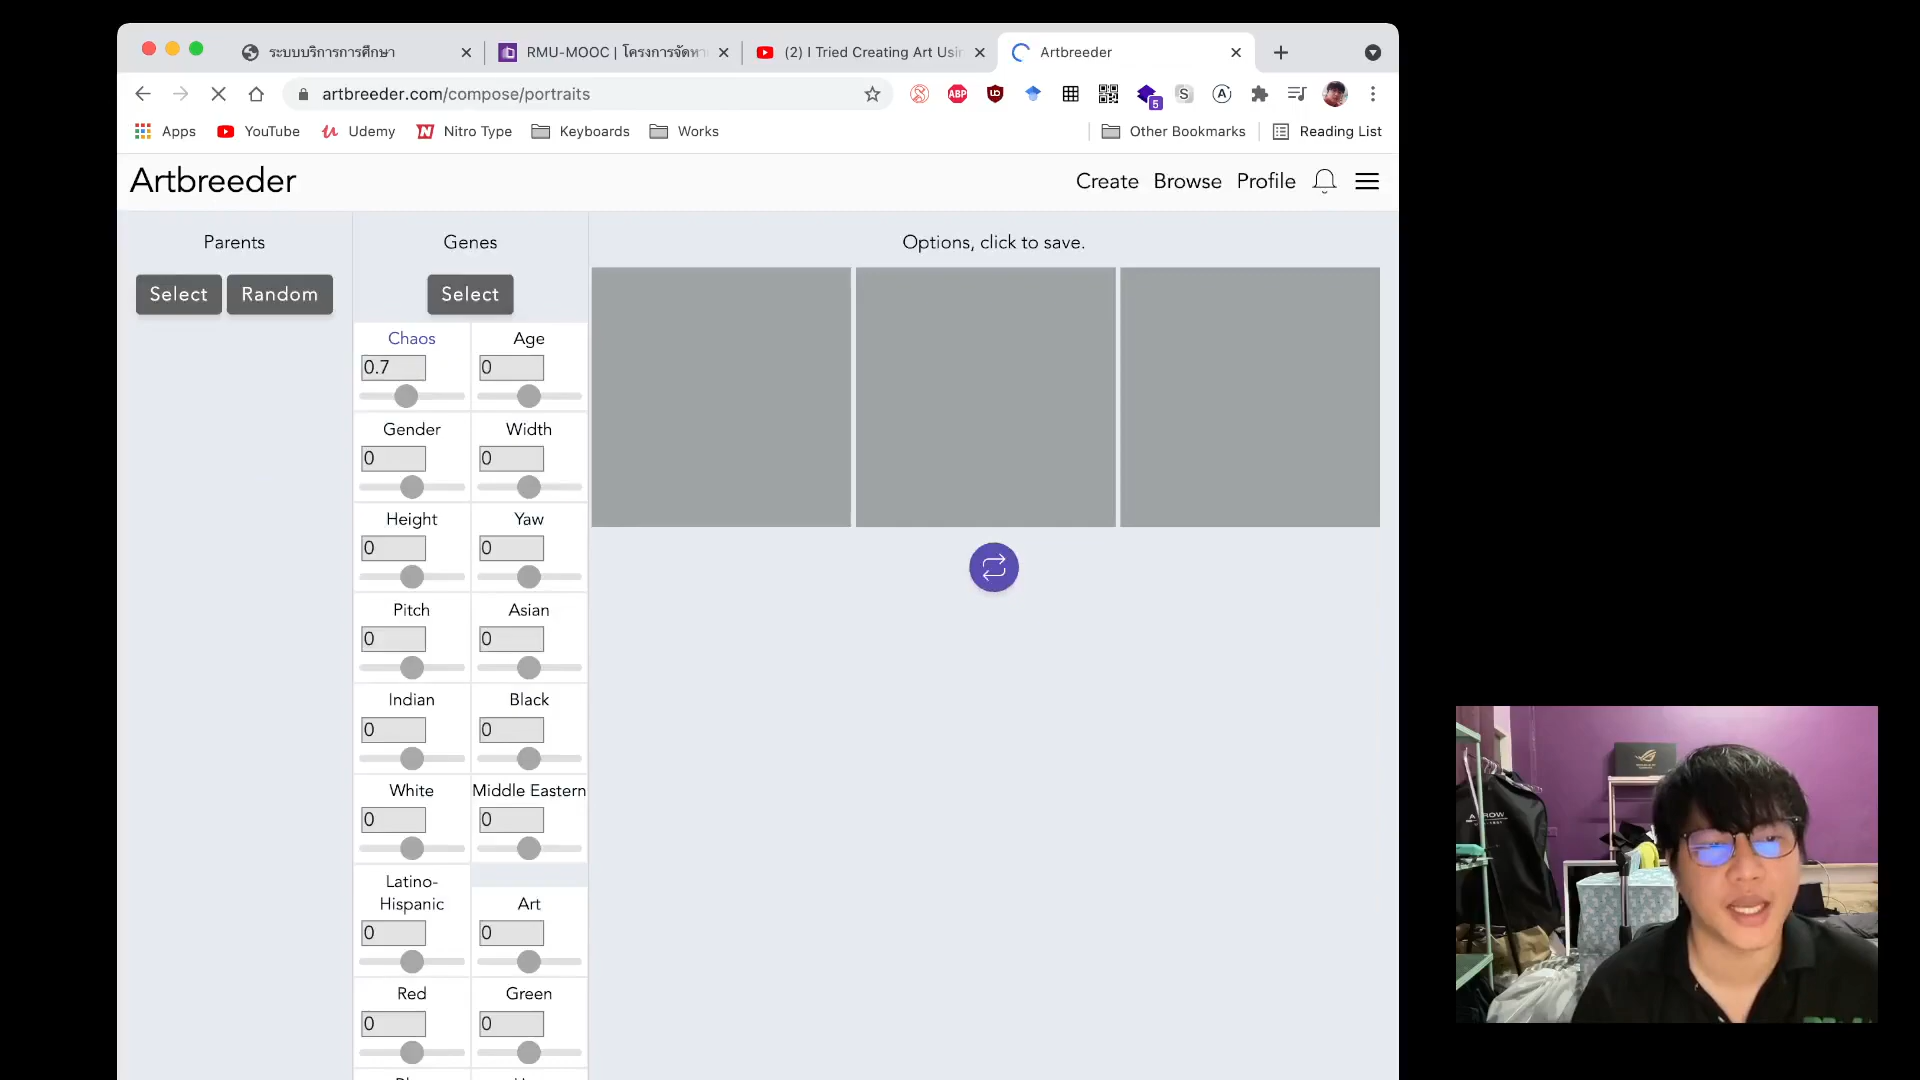 ระบบบริการการศึกษา
RMU-MOOC | โครงการจัดหา
(2) I Tried Creating Art Usin
Artbreeder
artbreeder.com/compose/portraits
ABP
5
S
A
Apps
YouTube
Udemy
Nitro Type
Keyboards
Works
Other Bookmarks
Reading List
Artbreeder
Create
Browse
Profile
Parents
Genes
Options, click to save.
Select
Random
Select
Chaos
Age
0.7
0
Gender
Width
0
0
Height
Yaw
0
0
Pitch
Asian
0
0
Indian
Black
0
0
White
Middle Eastern
0
0
Latino-
Hispanic
Art
0
0
Red
Green
0
0